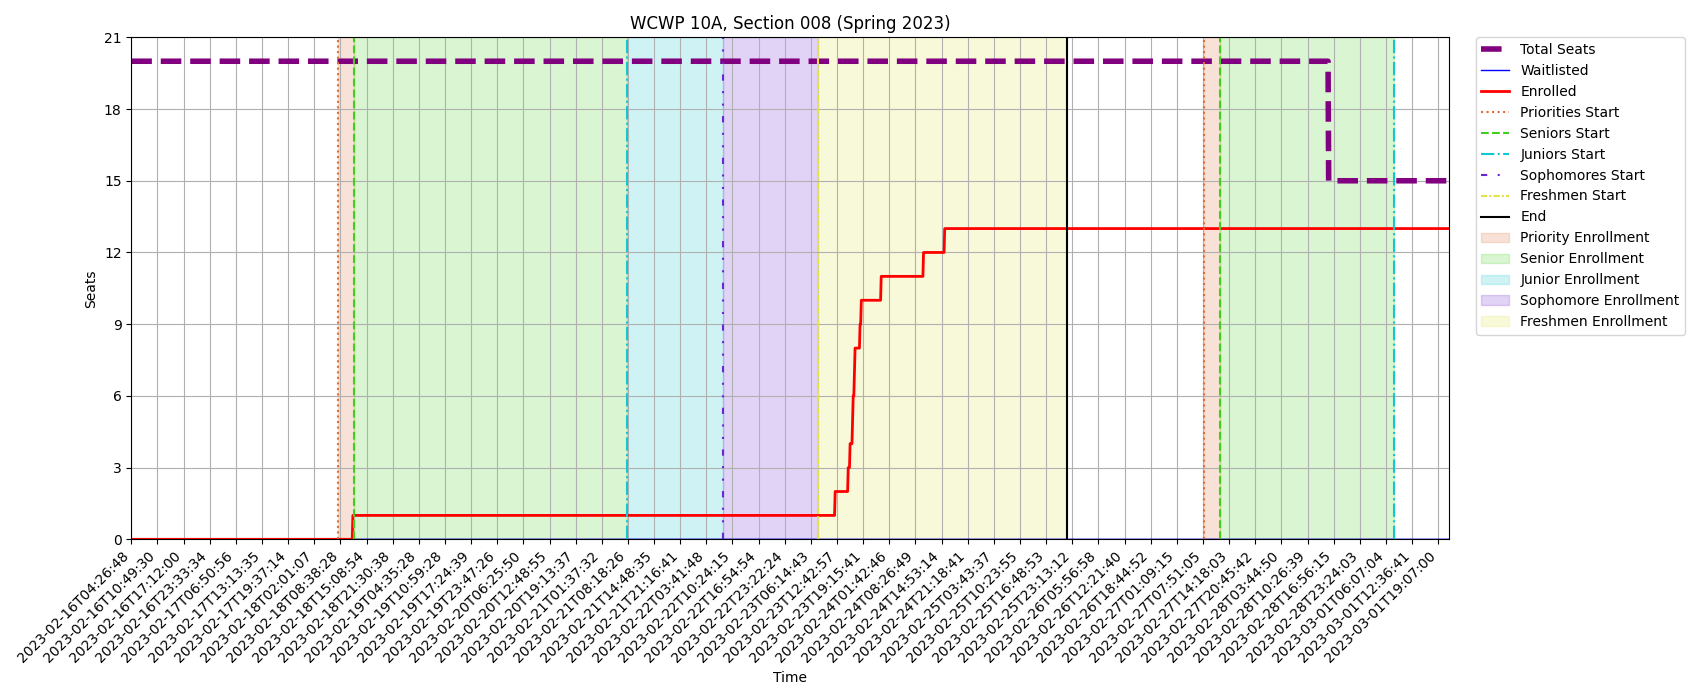 WCWP 10A, Section 008 (Spring 2023)
21
18
15
12
9
6
3
0
Seats
2023-02-16T04:26:48
2023-02-16T10:49:30
2023-02-16T17:12:00
2023-02-16T23:33:34
2023-02-17T06:50:56
2023-02-17T13:13:35
2023-02-17T19:37:14
2023-02-18T02:01:07
2023-02-18T08:38:28
2023-02-18T15:08:54
2023-02-18T21:30:38
2023-02-19T04:35:28
2023-02-19T10:59:28
2023-02-19T17:24:39
2023-02-19T23:47:26
2023-02-20T06:25:50
2023-02-20T12:48:55
2023-02-20T19:13:37
2023-02-21T01:37:32
2023-02-21T08:18:26
2023-02-21T14:48:35
2023-02-21T21:16:41
2023-02-22T03:41:48
2023-02-22T10:24:15
2023-02-22T16:54:54
2023-02-22T23:22:24
2023-02-23T06:14:43
2023-02-23T12:42:57
2023-02-23T19:15:41
2023-02-24T01:42:46
2023-02-24T08:26:49
2023-02-24T14:53:14
2023-02-24T21:18:41
2023-02-25T03:43:37
2023-02-25T10:23:55
2023-02-25T16:48:53
2023-02-25T23:13:12
2023-02-26T05:56:58
2023-02-26T12:21:40
2023-02-26T18:44:52
2023-02-27T01:09:15
2023-02-27T07:51:05
2023-02-27T14:18:03
2023-02-27T20:45:42
2023-02-28T03:44:50
2023-02-28T10:26:39
2023-02-28T16:56:15
2023-02-28T23:24:03
2023-03-01T06:07:04
2023-03-01T12:36:41
2023-03-01T19:07:00
Time
Total Seats
Waitlisted
Enrolled
Priorities Start
Seniors Start
Juniors Start
Sophomores Start
Freshmen Start
End
Priority Enrollment
Senior Enrollment
Junior Enrollment
Sophomore Enrollment
Freshmen Enrollment